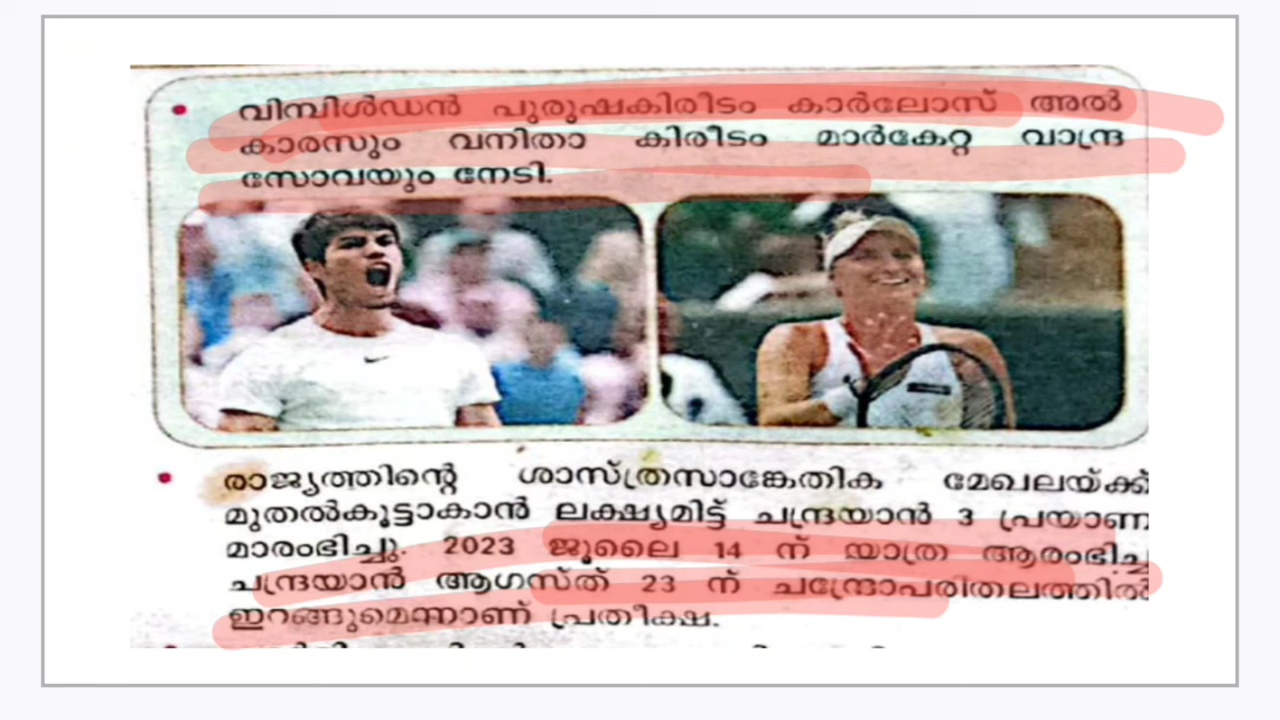 വിമ്പിൾഡൻ പുരുഷകിരീടം കാർലോസ് അൽ
കാരസും വനിതാ കിരീടം മാർകേറ്റ വാന്ദ്ര
സോവയും നേടി.
രാജ്യത്തിന്റെ ശാസ്ത്രസാങ്കേതിക മേഖലയ്ക്ക്
മുതൽകൂട്ടാകാൻ ലക്ഷ്യമിട്ട് ചന്ദ്രയാൻ 3 പ്രയാണ
മാരംഭിച്ചു. 2023 ജൂലൈ 14 ന് യാത്ര ആരംഭിച്ച
ചന്ദ്രയാൻ ആഗസ്ത് 23 ന് ചന്ദ്രോപരിതലത്തിൽ
ഇറങ്ങുമെന്നാണ് പ്രതീക്ഷ.